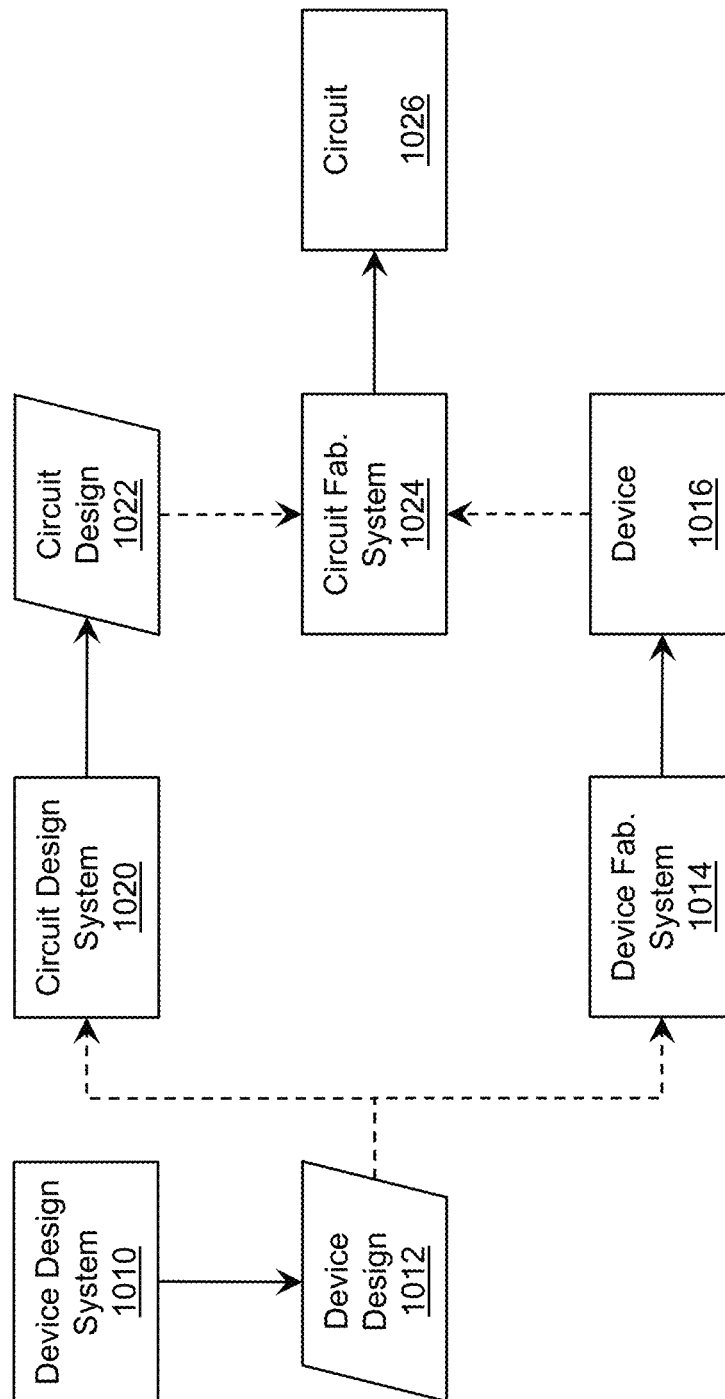 Device Design
System
1010
Device
Design
1012
Circuit Design
System
1020
Device Fab.
System
1014
Circuit
Design
1022
Circuit Fab.
System
1024
Device
1016
Circuit
1026